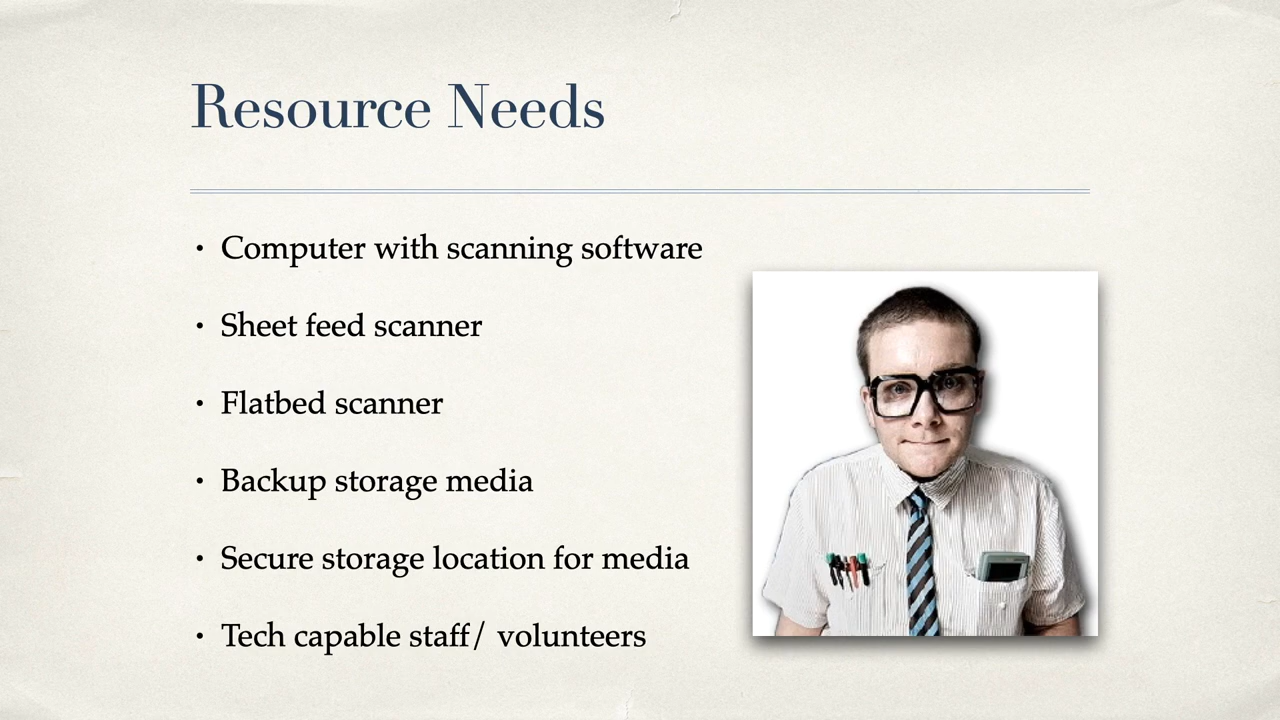 Resource Needs
• Computer with scanning software
• Sheet feed scanner
• Flatbed scanner
• Backup storage media
• Secure storage location for media
• Tech capable staff/ volunteers